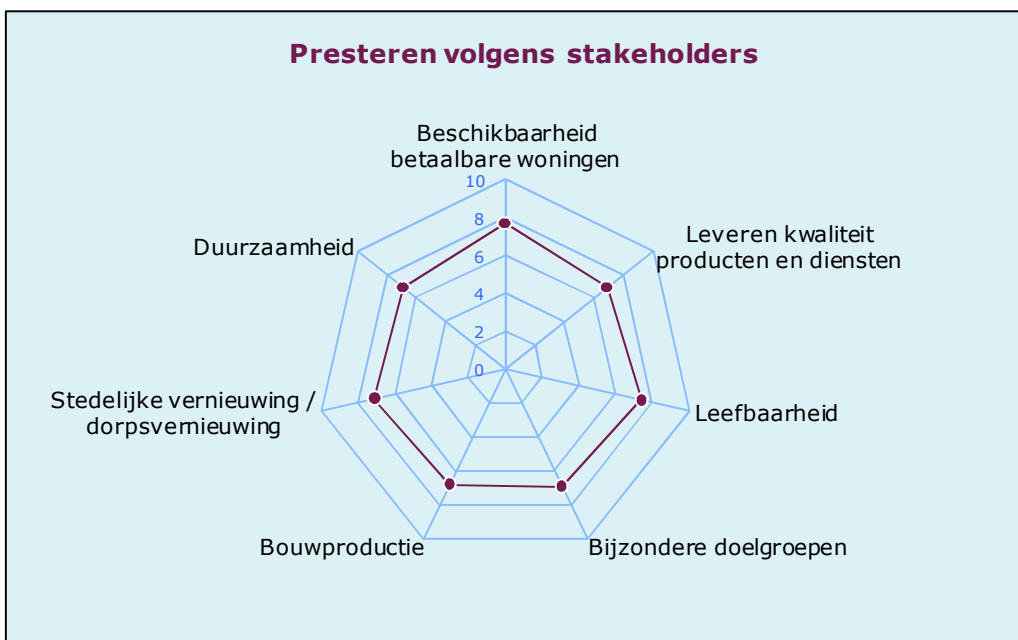 Presteren volgens stakeholders
Beschikbaarheid
betaalbare woningen
10
8
6
4
2
0
Leveren kwaliteit
producten en diensten
Leefbaarheid
Bijzondere doelgroepen
Bouwproductie
Stedelijke vernieuwing /
dorpsvernieuwing
Duurzaamheid